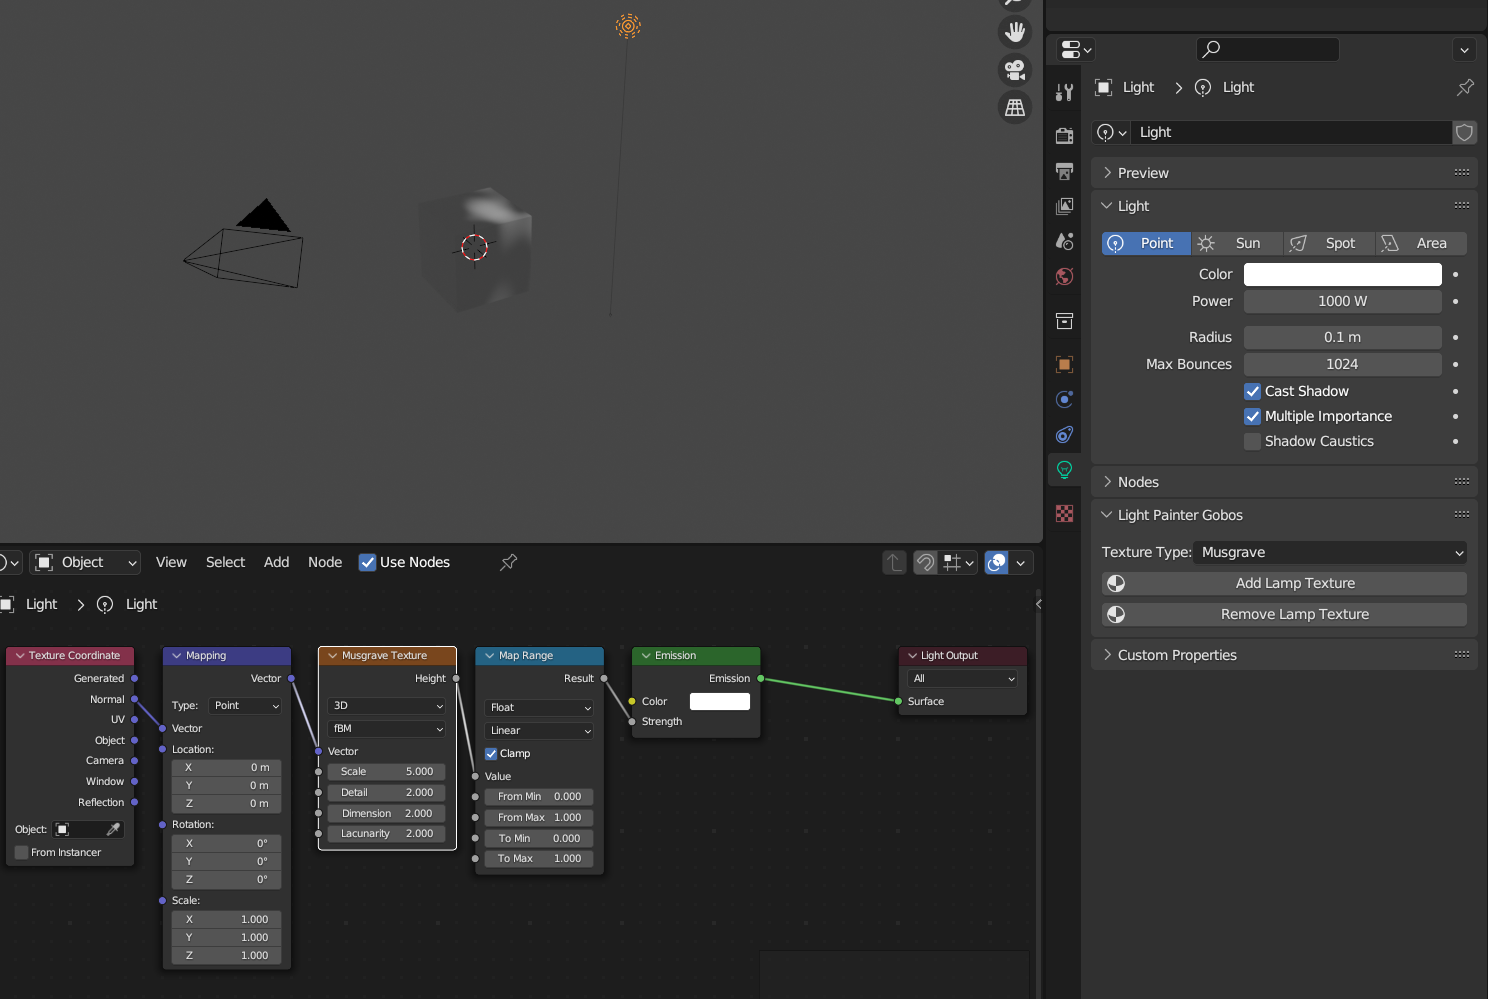 Light > Light
Light
Preview
Light
Point Sun Spot Area
Color
Power 1000 W
Radius 0.1 m
Max Bounces 1024
Cast Shadow
Multiple Importance
Shadow Caustics
Nodes
Light Painter Gobos
Texture Type: Musgrave
Add Lamp Texture
Remove Lamp Texture
Custom Properties
Object View Select Add Node Use Nodes
Light > Light
Texture Coordinate
Generated
Normal
UV
Object
Camera
Window
Reflection
Object:
From Instancer
Mapping
Vector
Type: Point
Vector
Location:
X 0 m
Y 0 m
Z 0 m
Rotation:
X 0°
Y 0°
Z 0°
Scale:
X 1.000
Y 1.000
Z 1.000
Musgrave Texture
Height
3D
fBM
Vector
Scale 5.000
Detail 2.000
Dimension 2.000
Lacunarity 2.000
Map Range
Result
Float
Linear
Clamp
Value
From Min 0.000
From Max 1.000
To Min 0.000
To Max 1.000
Emission
Emission
Color
Strength
Light Output
All
Surface